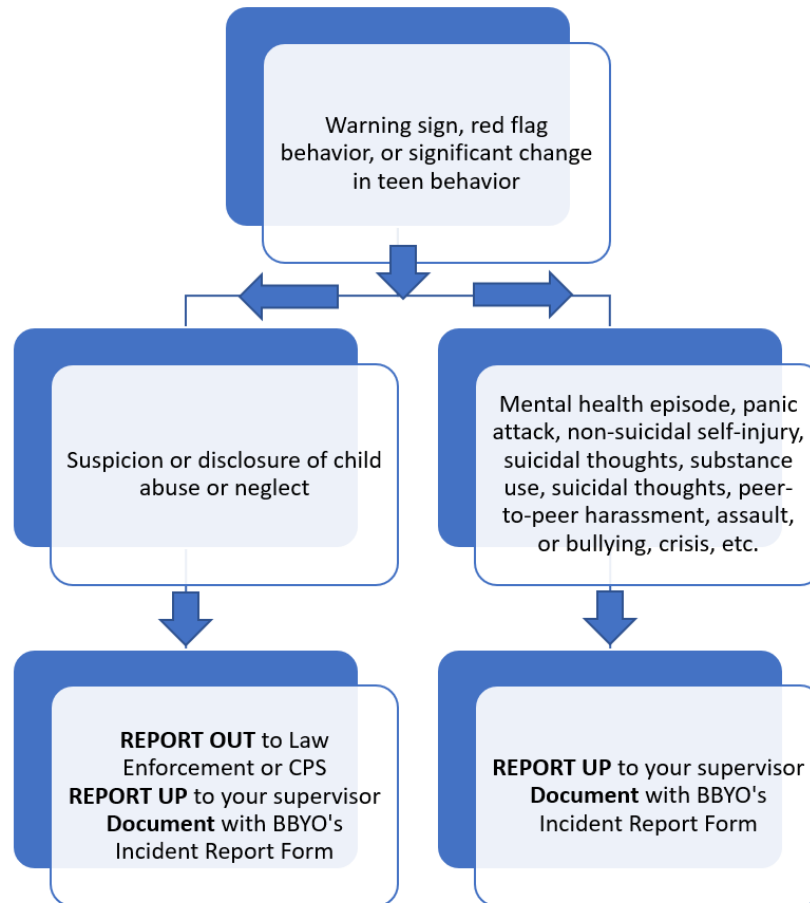 Warning sign, red flag
behavior, or significant change
in teen behavior
Suspicion or disclosure of child
abuse or neglect
Mental health episode, panic
attack, non-suicidal self-injury,
suicidal thoughts, substance
use, suicidal thoughts, peer-
to-peer harassment, assault,
or bullying, crisis, etc.
REPORT OUT to Law
Enforcement or CPS
REPORT UP to your supervisor
Document with BBYO's
Incident Report Form
REPORT UP to your supervisor
Document with BBYO's
Incident Report Form